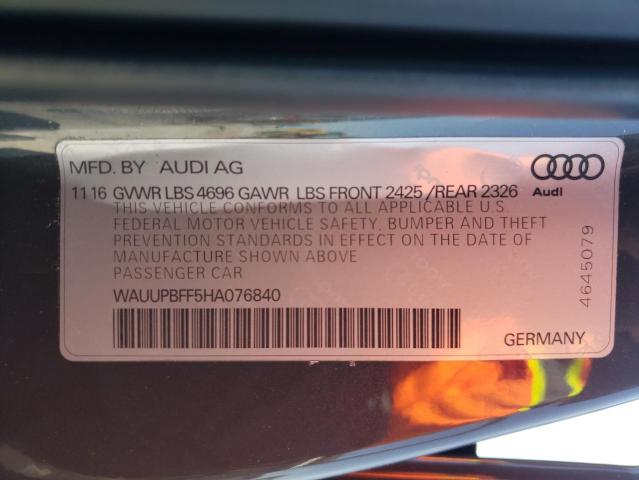 MFD. BY AUDI AG
11 16 GVWR LBS 4696 GAWR LBS FRONT 2425 /REAR 2326
Audi
THIS VEHICLE CONFORMS TO ALL APPLICABLE U.S.
FEDERAL MOTOR VEHICLE SAFETY, BUMPER AND THEFT
PREVENTION STANDARDS IN EFFECT ON THE DATE OF
MANUFACTURE SHOWN ABOVE
PASSENGER CAR
WAUUPBFF5HA076840
4645079
GERMANY